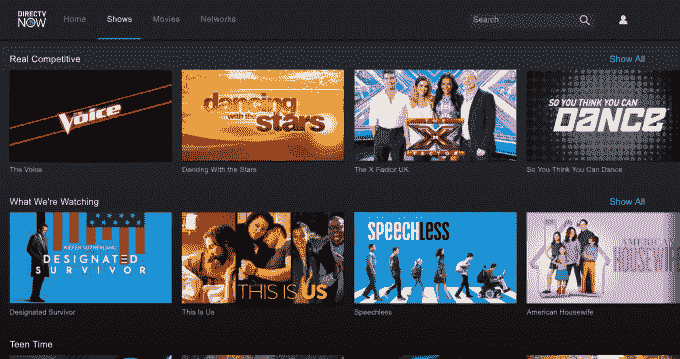 DIRECTV
NOW
Home
Shows
Movies
Networks
Search
Real Competitive
Show All
The Voice
dancing
with the
stars
THE
X
FACTOR
SO YOU THINK YOU CAN
DANCE
The Voice
Dancing With the Stars
The X Factor UK
So You Think You Can Dance
What We're Watching
Show All
KIEFER SUTHERLAND
DESIGNATED
SURVIVOR
THIS IS US
SPEECHLESS
AMERICAN
HOUSEWIFE
Designated Survivor
This Is Us
Speechless
American Housewife
Teen Time